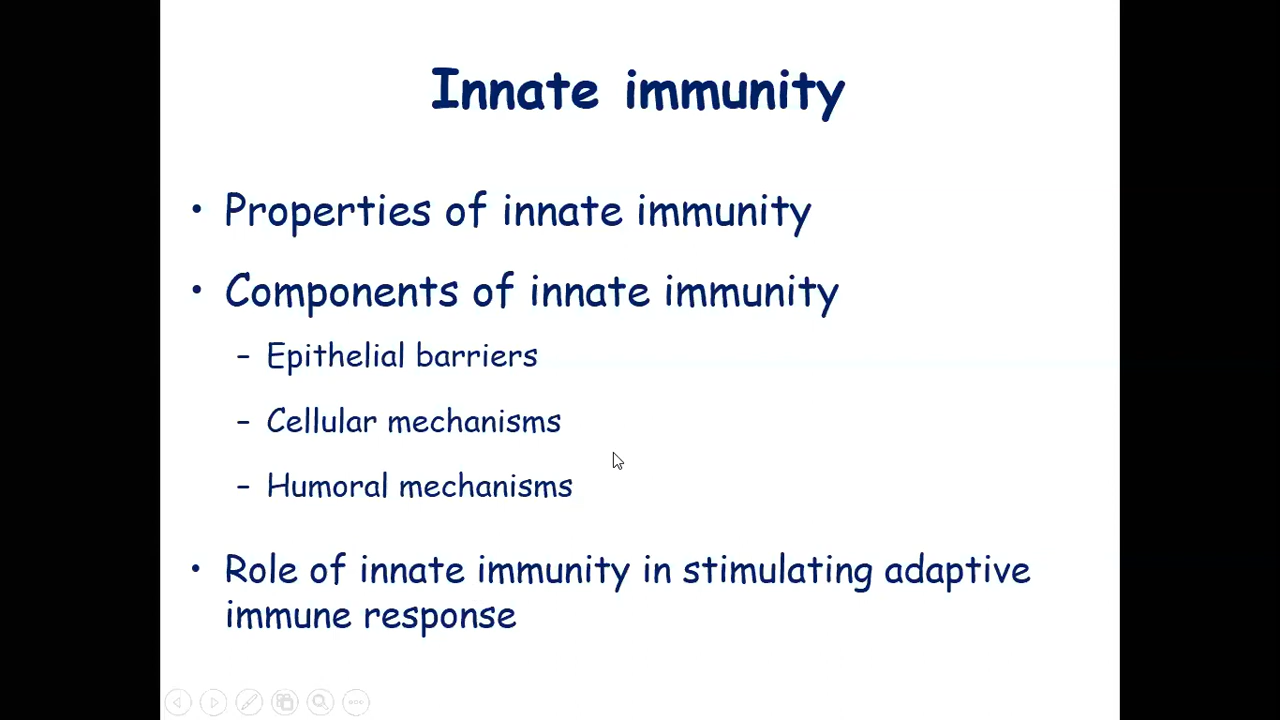 Innate immunity
• Properties of innate immunity
• Components of innate immunity
– Epithelial barriers
– Cellular mechanisms
– Humoral mechanisms
• Role of innate immunity in stimulating adaptive
immune response